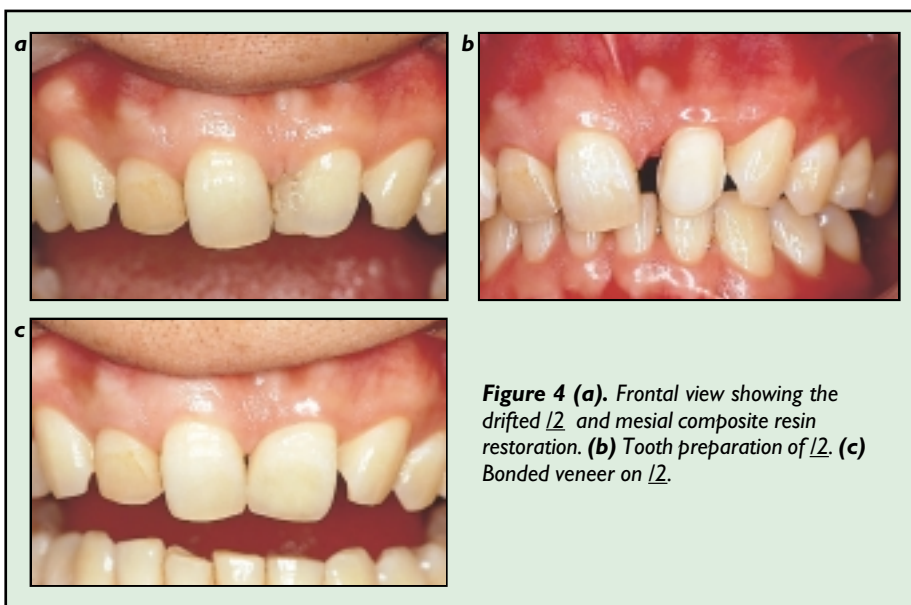 a
b
c
Figure 4 (a). Frontal view showing the
drifted /2 and mesial composite resin
restoration. (b) Tooth preparation of /2. (c)
Bonded veneer on /2.